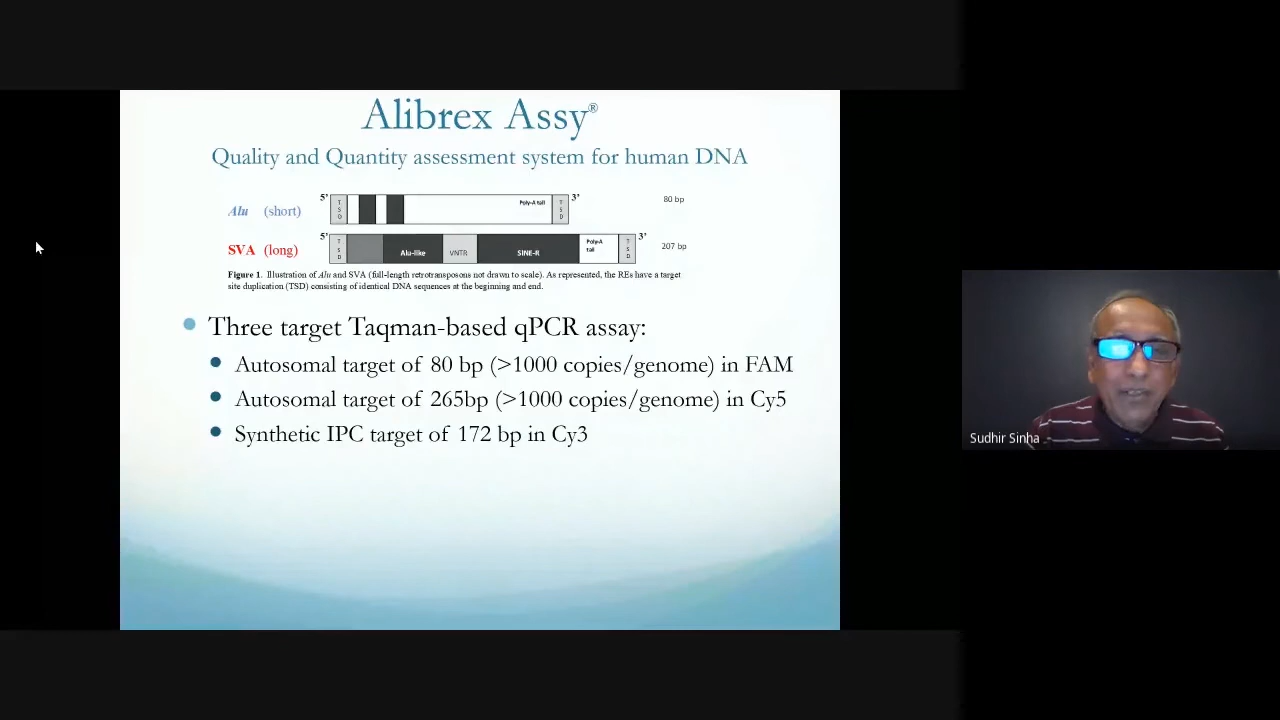 Alibrex Assy®
Quality and Quantity assessment system for human DNA
5' TSD Poly-A tail TSD 3' 80 bp
Alu (short)
5' TSD Alu-like VNTR SINE-R Poly-A tail TSD 3' 207 bp
SVA (long)
Figure 1. Illustration of Alu and SVA (full-length retrotransposons not drawn to scale). As represented, the REs have a target
site duplication (TSD) consisting of identical DNA sequences at the beginning and end.
Three target Taqman-based qPCR assay:
Autosomal target of 80 bp (>1000 copies/genome) in FAM
Autosomal target of 265bp (>1000 copies/genome) in Cy5
Synthetic IPC target of 172 bp in Cy3
Sudhir Sinha